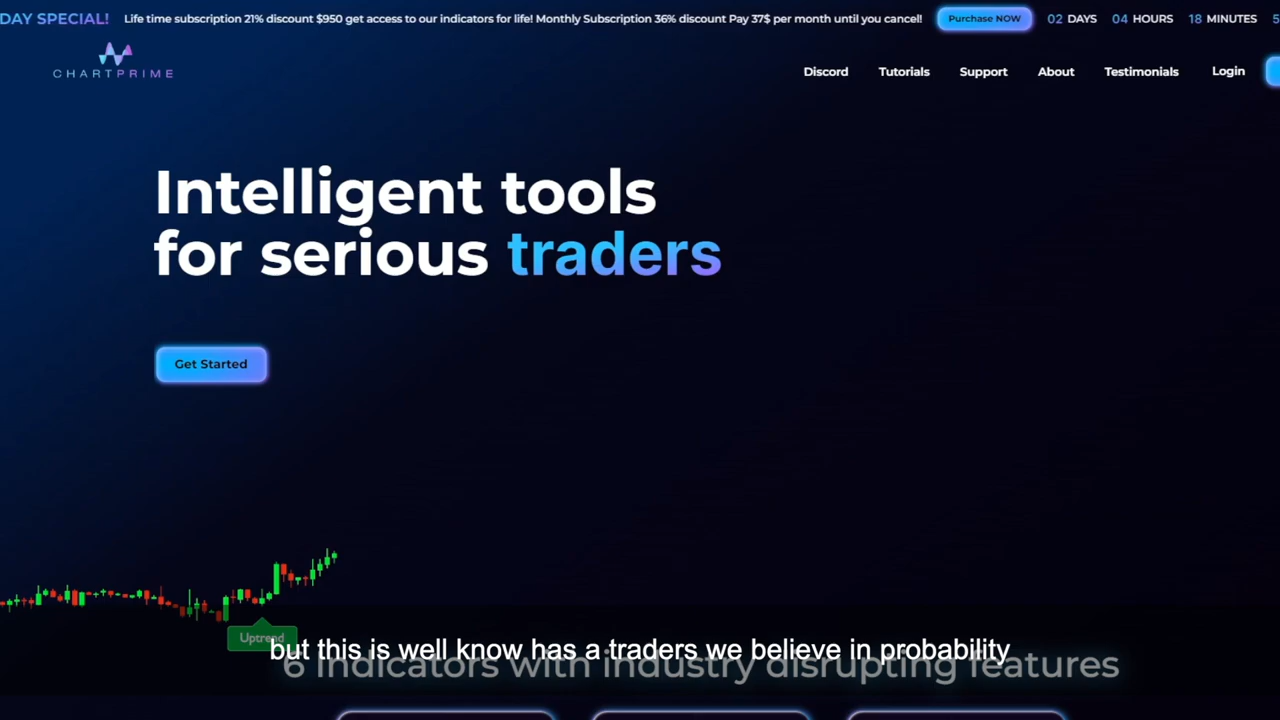 DAY SPECIAL! Life time subscription 21% discount $950 get access to our indicators for life! Monthly Subscription 36% discount Pay 37$ per month until you cancel! Purchase NOW 02 DAYS 04 HOURS 18 MINUTES 5
CHARTPRIME
Discord Tutorials Support About Testimonials Login
Intelligent tools
for serious traders
Get Started
Uptrend
but this is well know has a traders we believe in probability
6 indicators with industry disrupting features